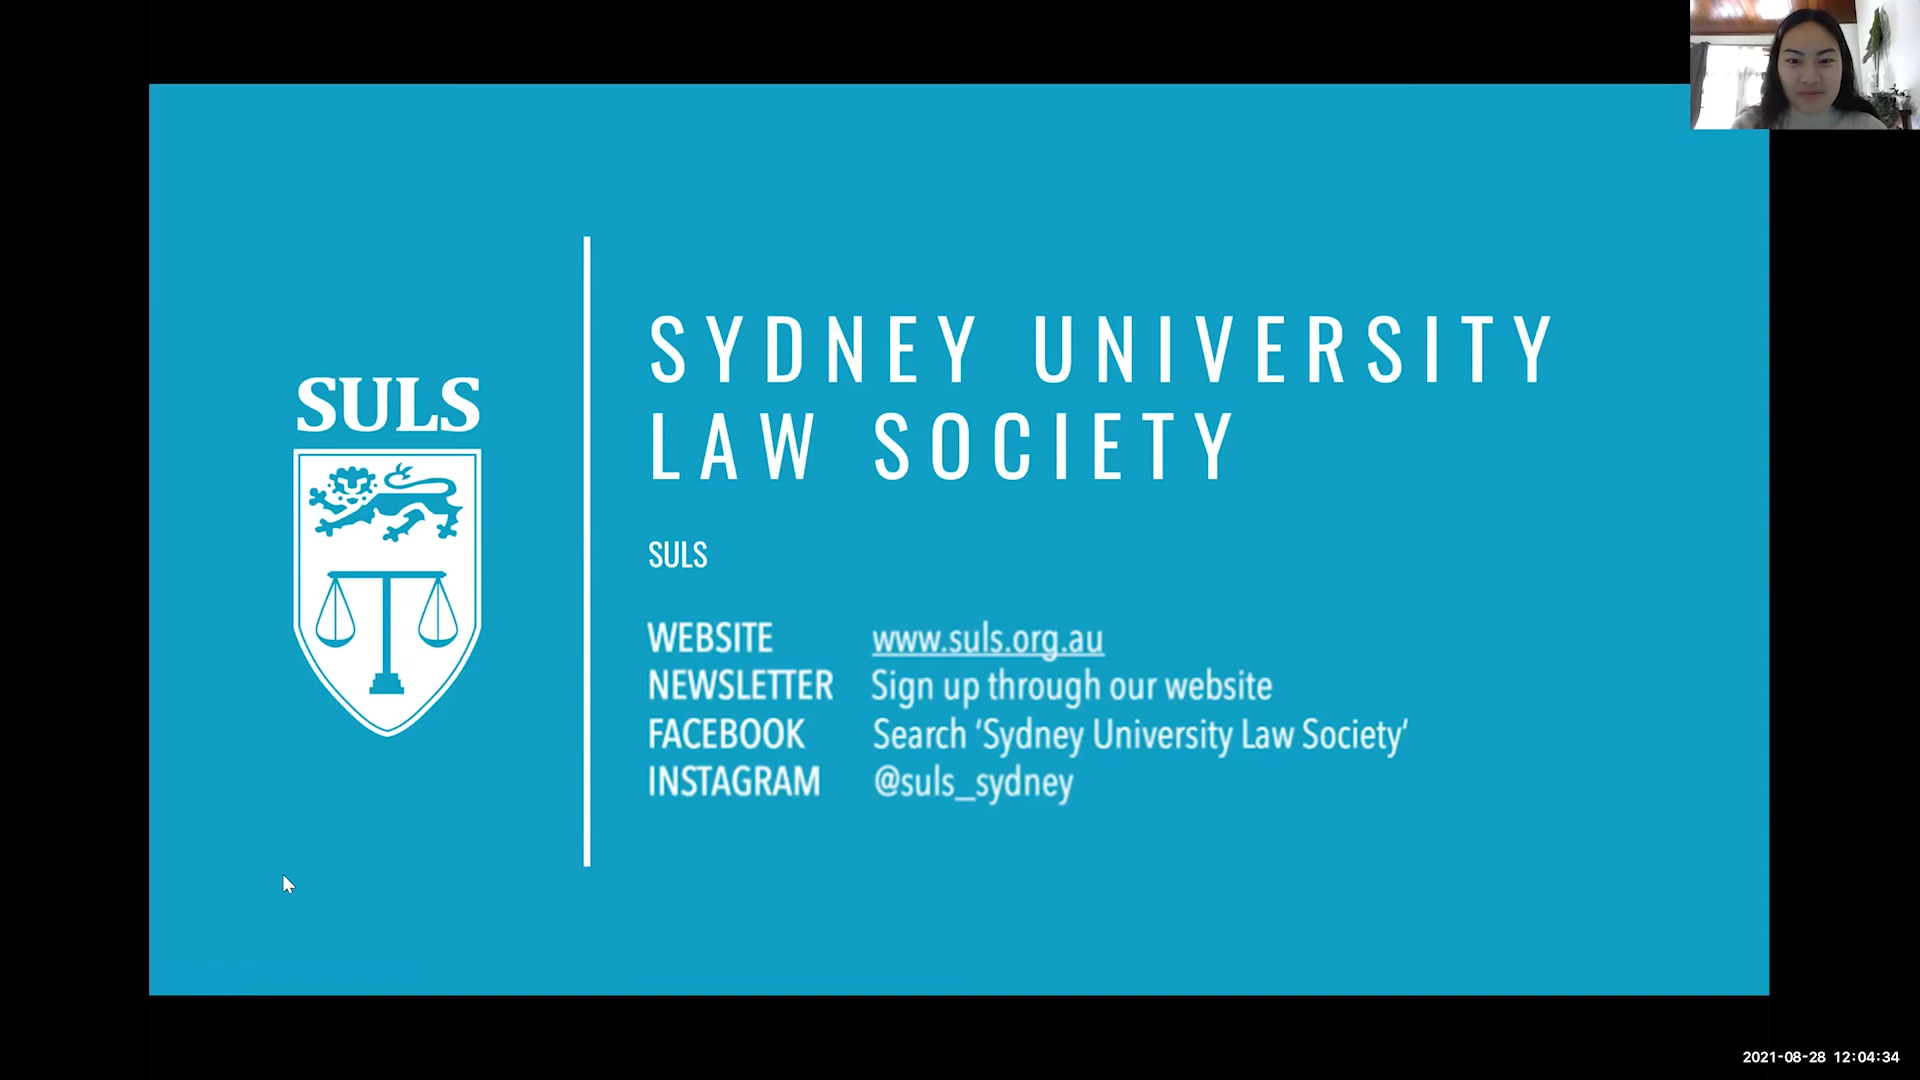 SULS
SYDNEY UNIVERSITY
LAW SOCIETY
SULS
WEBSITE www.suls.org.au
NEWSLETTER Sign up through our website
FACEBOOK Search ‘Sydney University Law Society’
INSTAGRAM @suls_sydney
2021-08-28 12:04:34